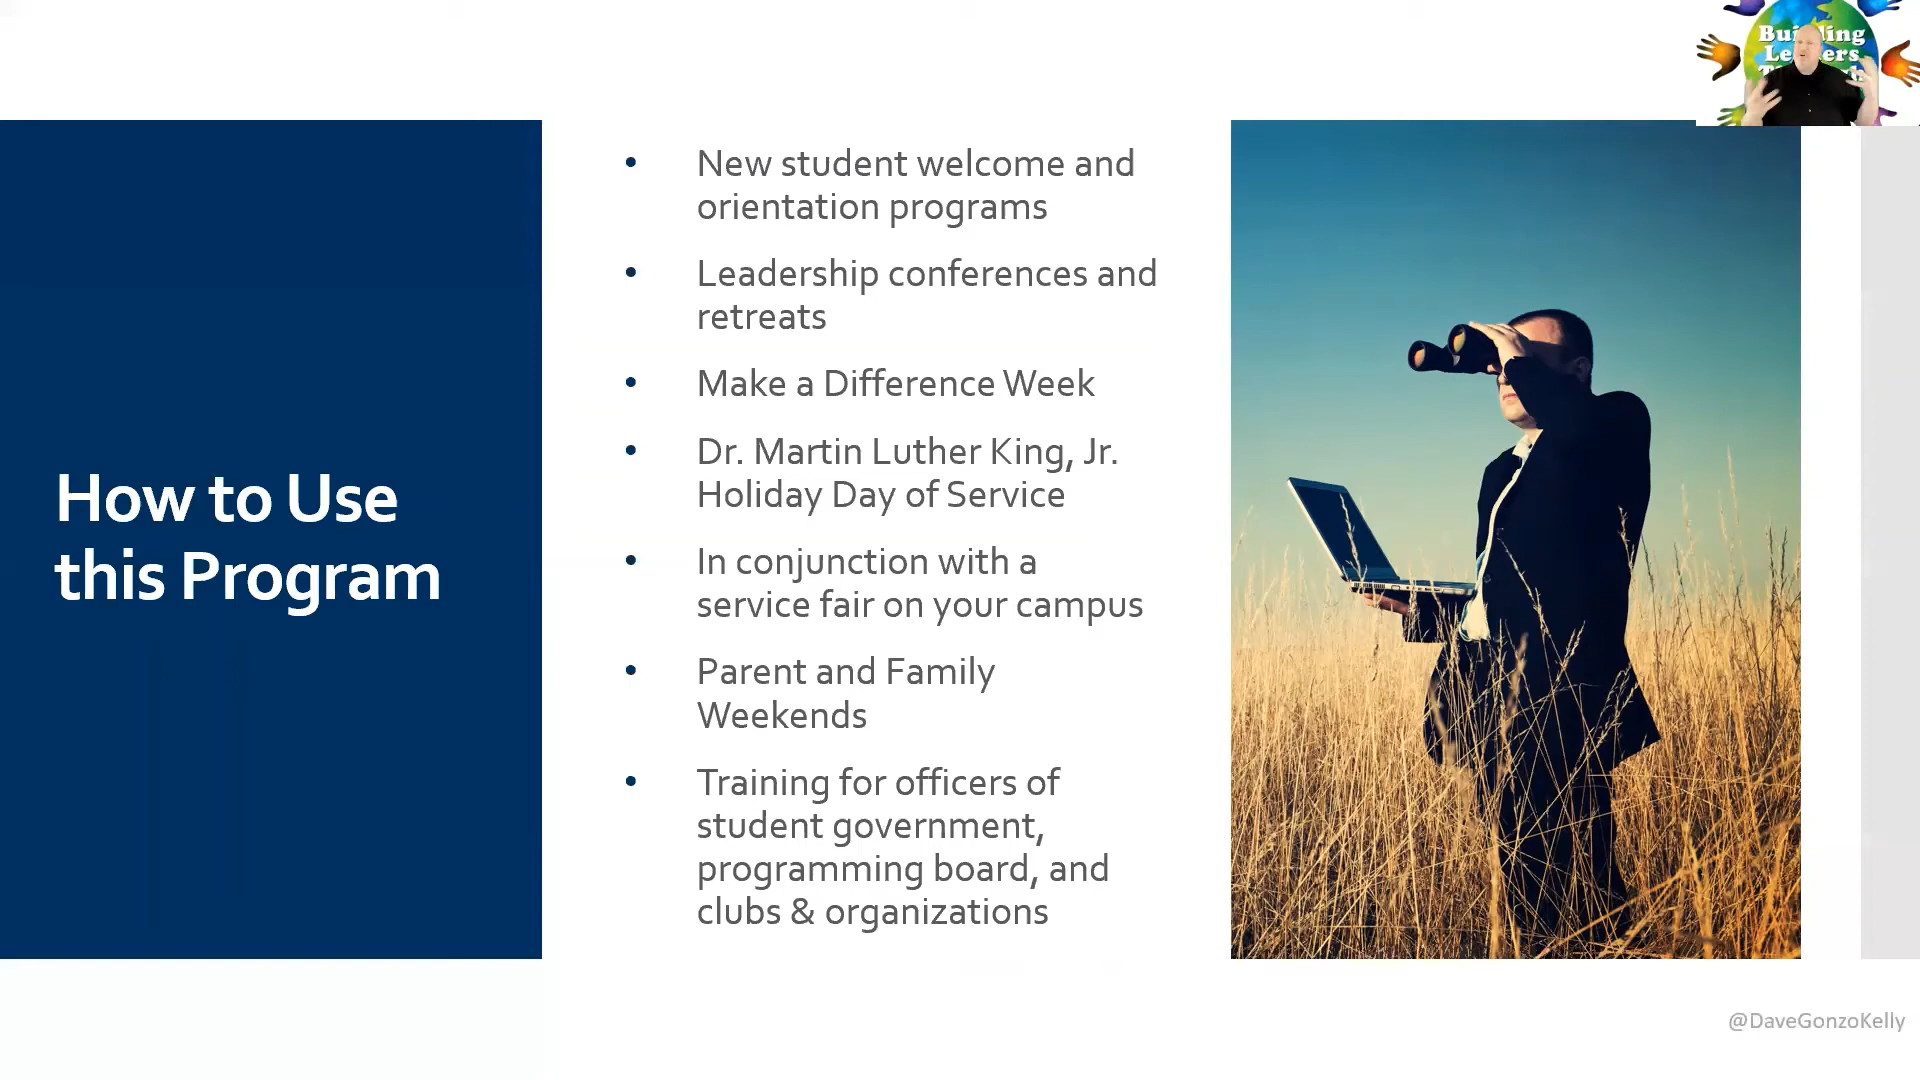 Building
Leaders
How to Use
this Program
• New student welcome and
orientation programs
• Leadership conferences and
retreats
• Make a Difference Week
• Dr. Martin Luther King, Jr.
Holiday Day of Service
• In conjunction with a
service fair on your campus
• Parent and Family
Weekends
• Training for officers of
student government,
programming board, and
clubs & organizations
@DaveGonzoKelly